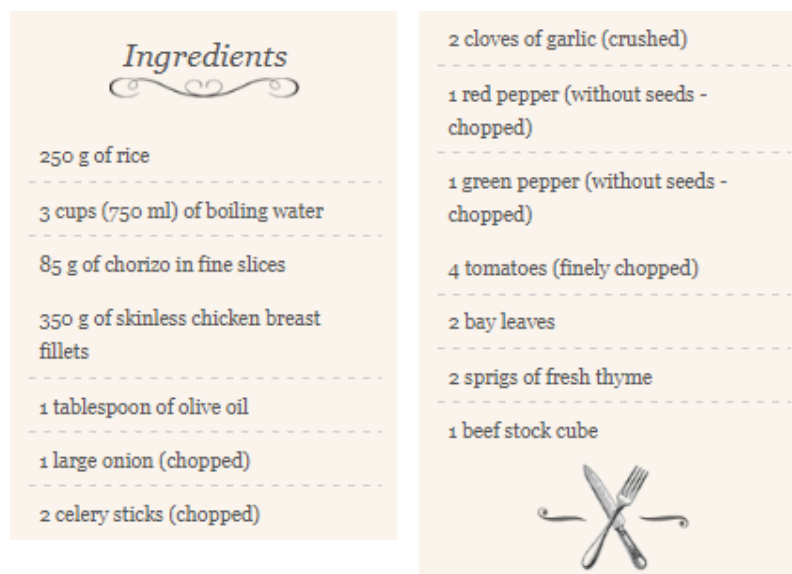 Ingredients
250 g of rice
3 cups (750 ml) of boiling water
85 g of chorizo in fine slices
350 g of skinless chicken breast
fillets
1 tablespoon of olive oil
1 large onion (chopped)
2 celery sticks (chopped)
2 cloves of garlic (crushed)
1 red pepper (without seeds -
chopped)
1 green pepper (without seeds -
chopped)
4 tomatoes (finely chopped)
2 bay leaves
2 sprigs of fresh thyme
1 beef stock cube